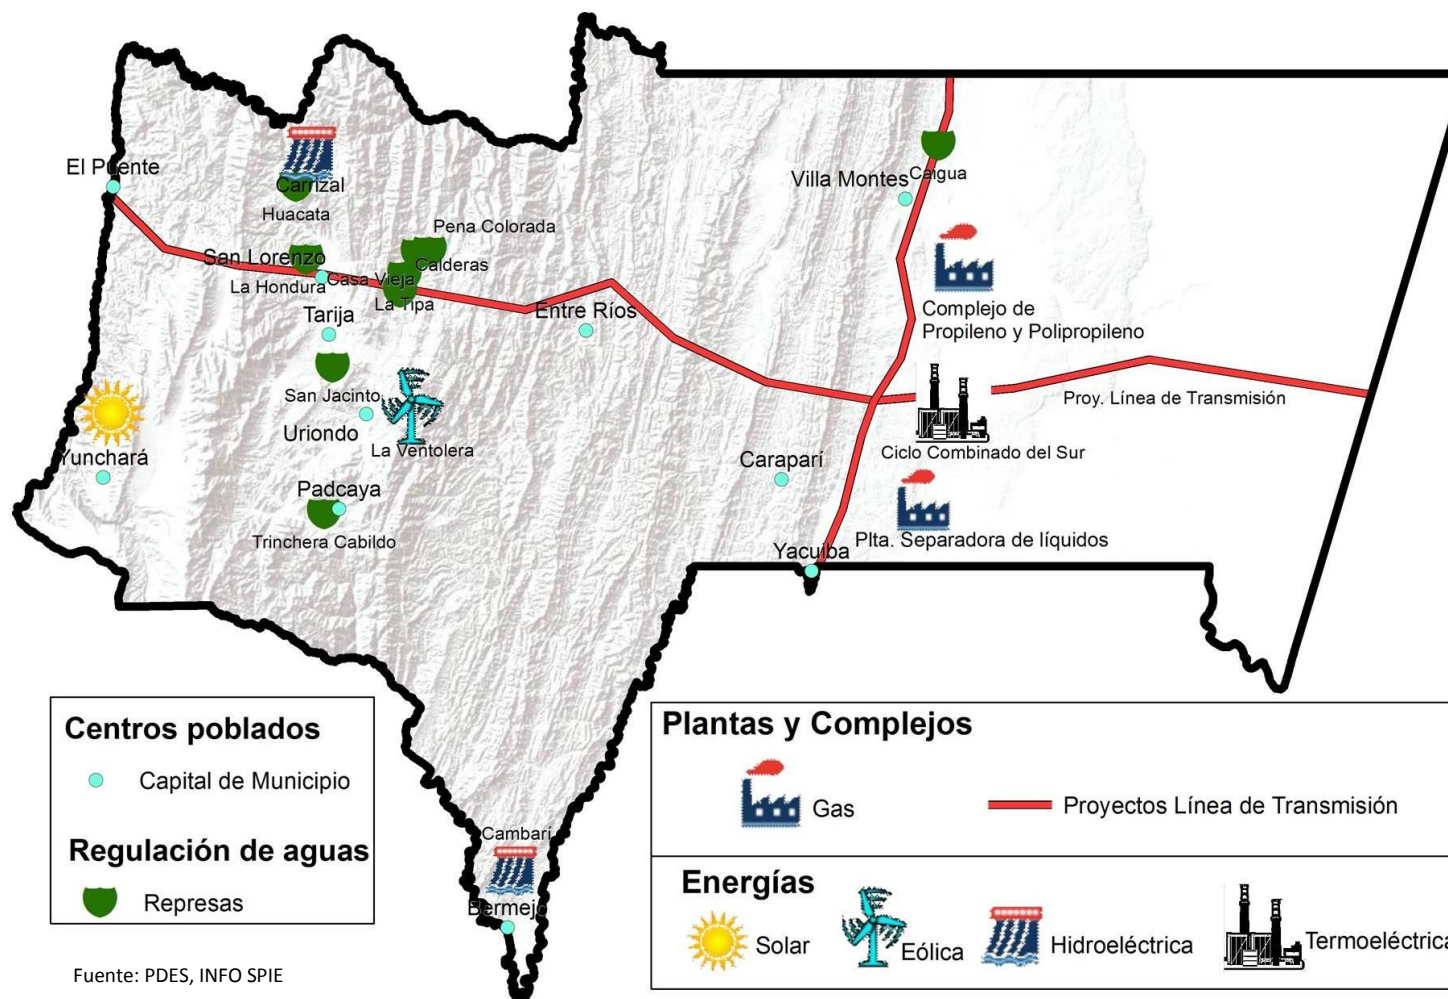 El Puente
Carrizal
Huacata
Pena Colorada
San Lorenzo
Calderas
La Hondura
Casa Vieja
La Tipa
Tarija
Entre Ríos
Villa Montes
Caigua
Complejo de
Propileno y Polipropileno
San Jacinto
Uriondo
La Ventolera
Proy. Línea de Transmisión
Yunchará
Padcaya
Trinchera Cabildo
Caraparí
Ciclo Combinado del Sur
Plta. Separadora de líquidos
Yacuiba
Cambari
Bermejo
Centros poblados
Capital de Municipio
Regulación de aguas
Represas
Plantas y Complejos
Gas
Proyectos Línea de Transmisión
Energías
Solar
Eólica
Hidroeléctrica
Termoeléctrica
Fuente: PDES, INFO SPIE